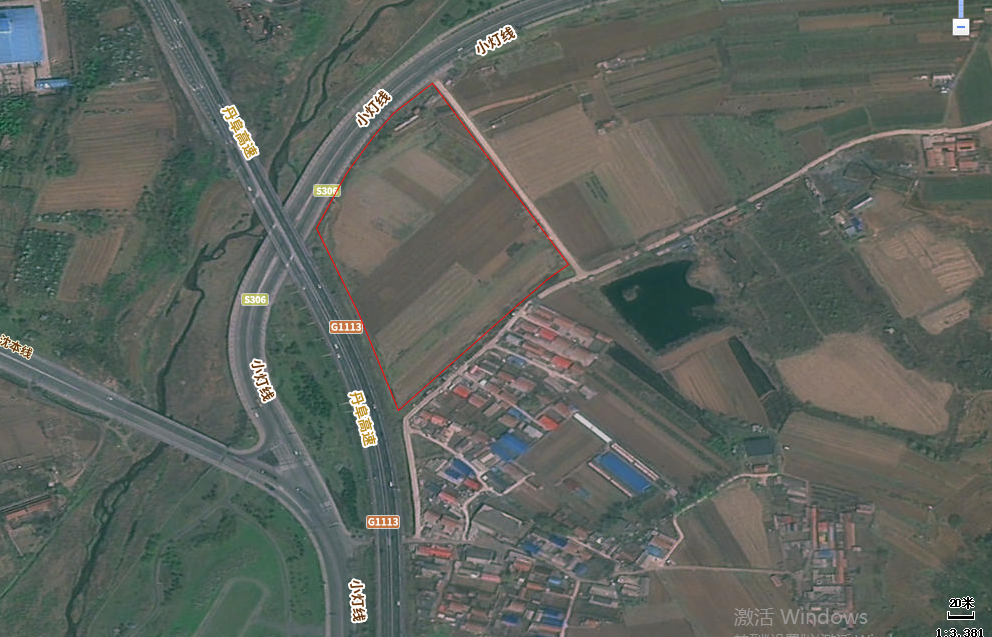 小灯线
小灯线
丹阜高速
S306
S306
G1113
沈本线
小灯线
丹阜高速
G1113
小灯线
激活 Windows
20米
1:3,381